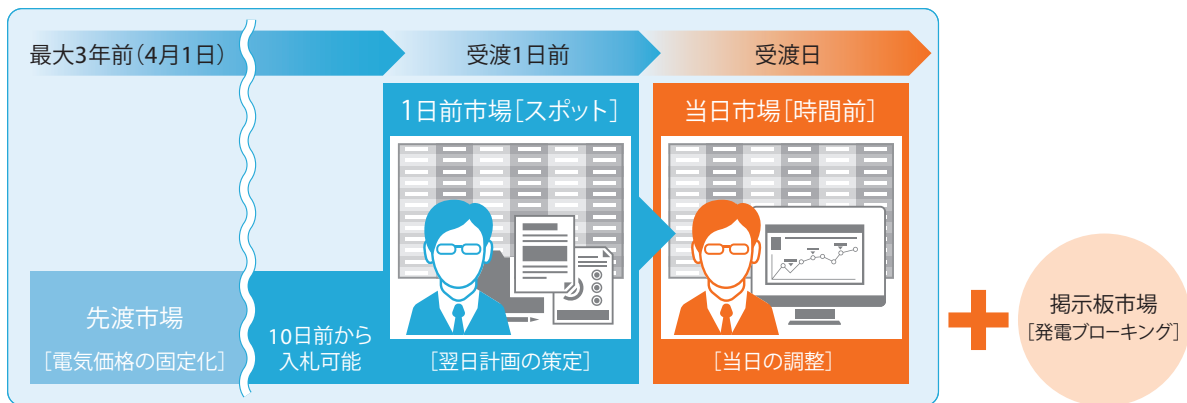 最大3年前(4月1日)
受渡1日前
受渡日
1日前市場[スポット]
当日市場[時間前]
先渡市場
[電気価格の固定化]
10日前から
入札可能
[翌日計画の策定]
[当日の調整]
掲示板市場
[発電ブローキング]